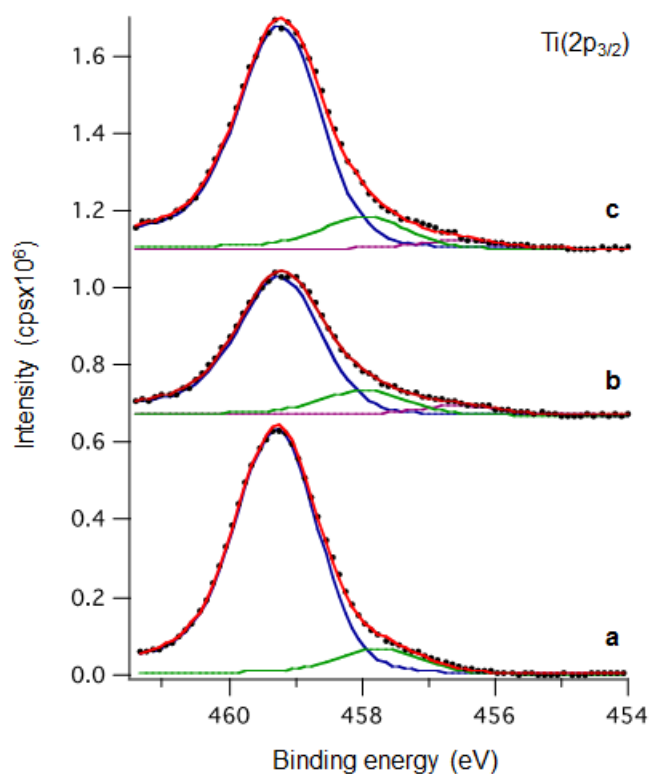 Ti(2p3/2)
1.6
1.4
1.2
c
1.0
0.8
b
0.6
0.4
0.2
a
0.0
460
458
456
454
Intensity (cpsx10⁶)
Binding energy (eV)